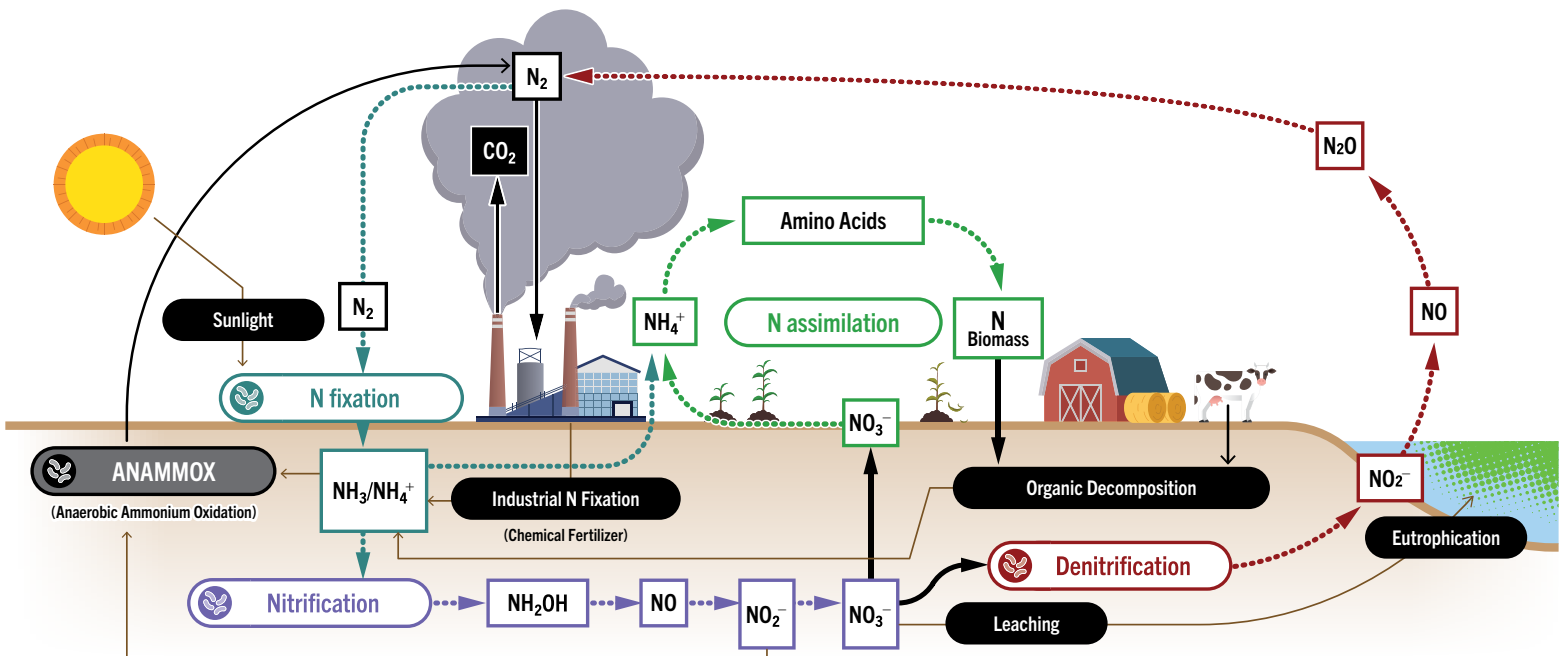 N₂
CO₂
N₂O
Amino Acids
N₂
Sunlight
NH₄⁺
N assimilation
N
Biomass
NO
N fixation
NO₃⁻
ANAMMOX
(Anaerobic Ammonium Oxidation)
NH₃/NH₄⁺
Industrial N Fixation
(Chemical Fertilizer)
Organic Decomposition
NO₂⁻
Eutrophication
Denitrification
Nitrification
NH₂OH
NO
NO₂⁻
NO₃⁻
Leaching